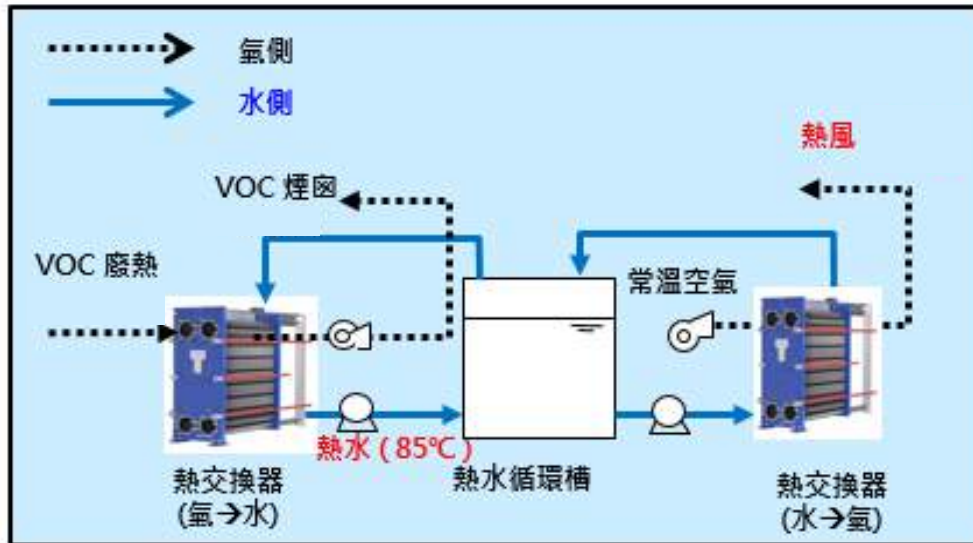 氣側
水側
熱風
VOC 煙囪
VOC 廢熱
常溫空氣
熱水 ( 85℃ )
熱交換器
(氣→水)
熱水循環槽
熱交換器
(水→氣)